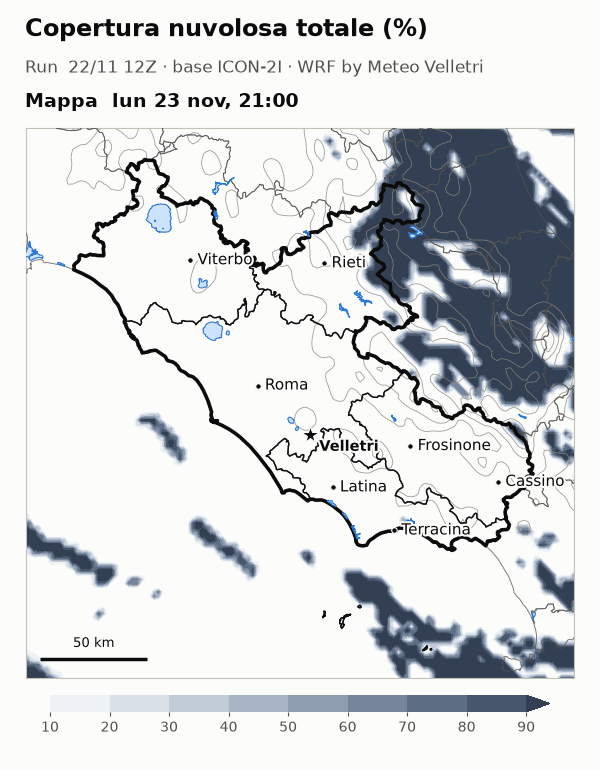 Copertura nuvolosa totale (%)
Run  22/11 12Z · base ICON-2I · WRF by Meteo Velletri
Mappa  lun 23 nov, 21:00
Viterbo
Rieti
Roma
Velletri
Frosinone
Cassino
Latina
Terracina
50 km
10 20 30 40 50 60 70 80 90